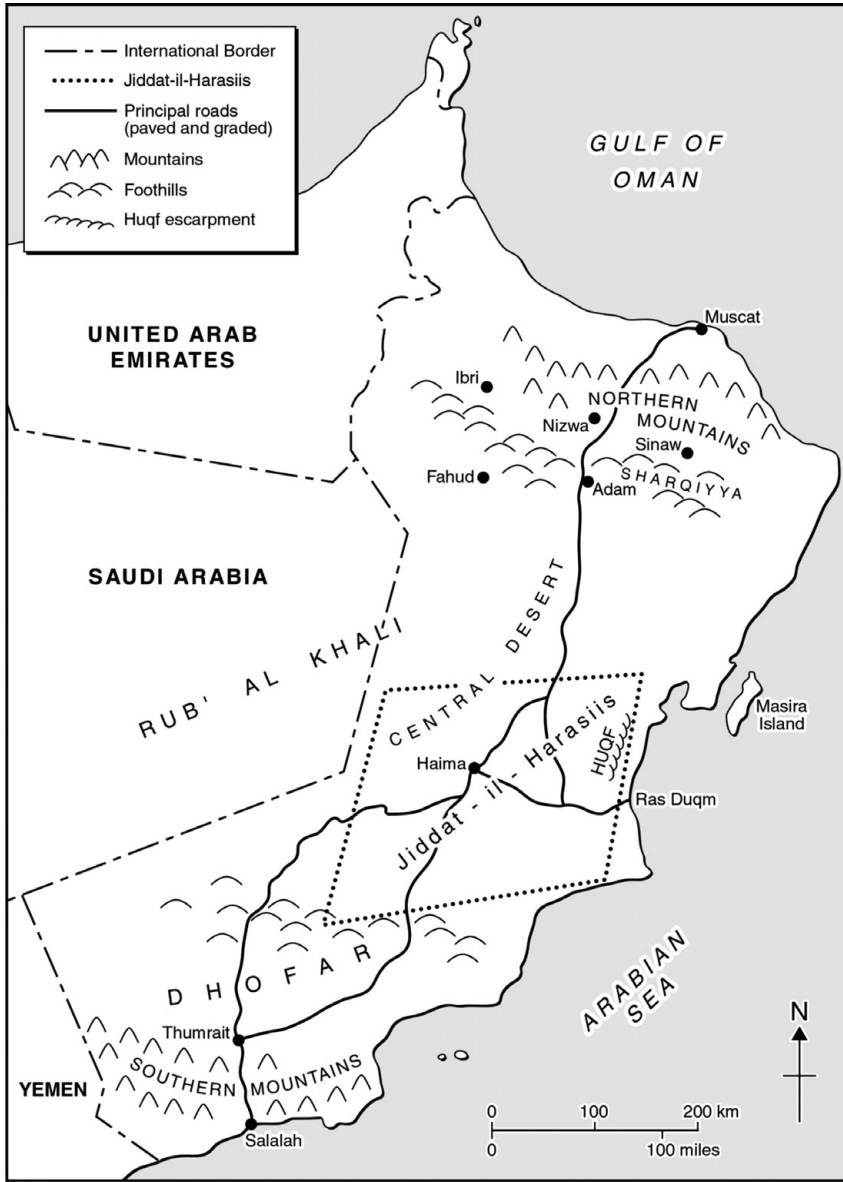 International Border
Jiddat-il-Harasiis
Principal roads
(paved and graded)
Mountains
Foothills
Huqf escarpment
GULF OF
OMAN
UNITED ARAB
EMIRATES
Muscat
Ibri
NORTHERN
MOUNTAINS
Nizwa
Sinaw
Fahud
Adam
SHARQIYYA
SAUDI ARABIA
RUB' AL KHALI
CENTRAL DESERT
Masira
Island
HUQF
Haima
Jiddat - il - Harasiis
Ras Duqm
DHOFAR
ARABIAN
SEA
Thumrait
SOUTHERN MOUNTAINS
YEMEN
Salalah
N
0 100 200 km
0 100 miles